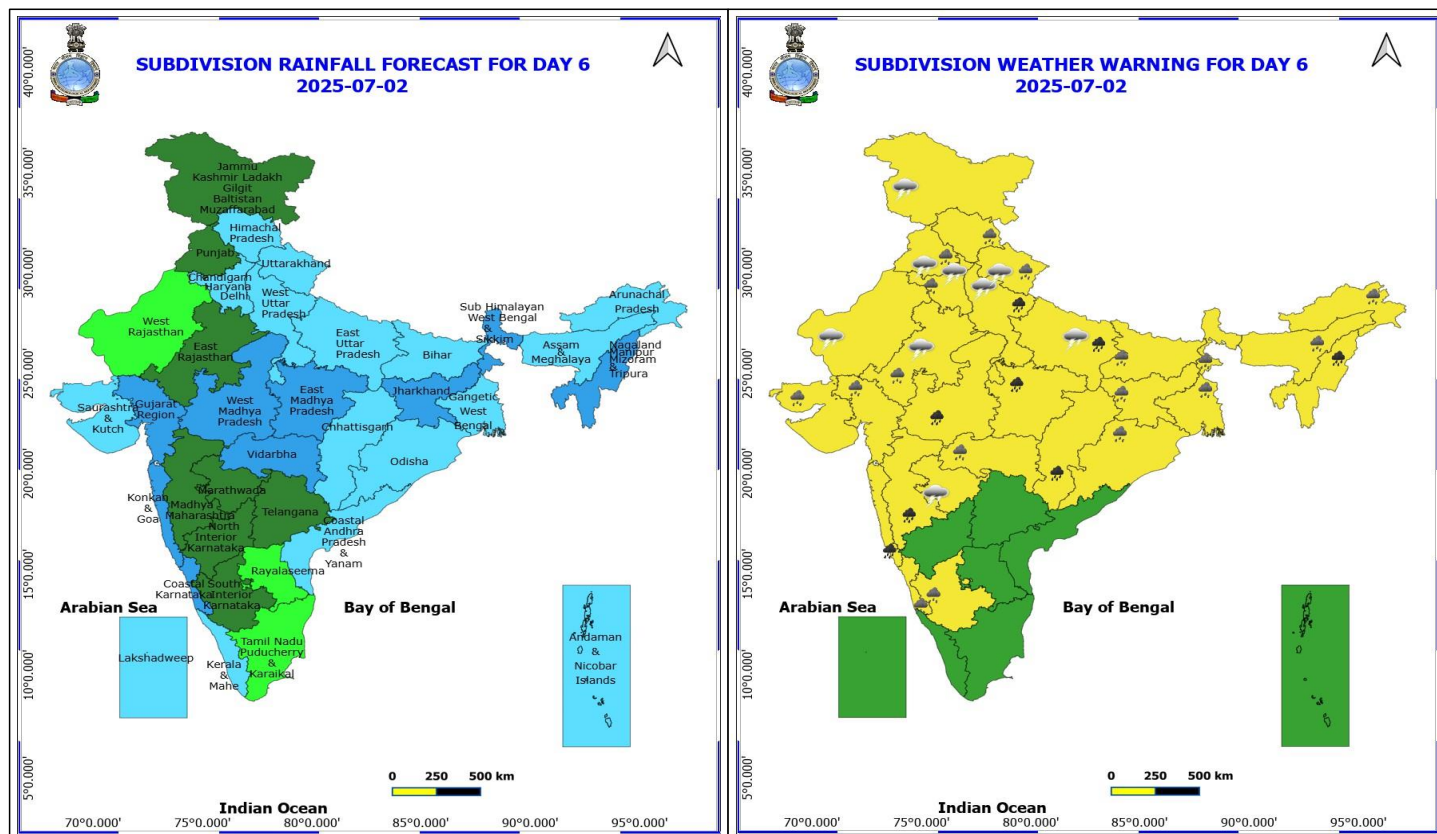 SUBDIVISION RAINFALL FORECAST FOR DAY 6
2025-07-02
40°0.000'
35°0.000'
30°0.000'
25°0.000'
20°0.000'
15°0.000'
10°0.000'
5°0.000'
Jammu
Kashmir Ladakh
Gilgit
Baltistan
Muzaffarabad
Himachal
Pradesh
Punjab
Uttarakhand
Chandigarh
Haryana
Delhi
West
Uttar
Pradesh
West
Rajasthan
East
Rajasthan
East
Uttar
Pradesh
Bihar
Sub Himalayan
West Bengal
&
Sikkim
Arunachal
Pradesh
Assam
&
Meghalaya
Nagaland
Manipur
Mizoram
&
Tripura
Saurashtra
&
Kutch
Gujarat
Region
West
Madhya
Pradesh
East
Madhya
Pradesh
Jharkhand
Gangetic
West
Bengal
Chhattisgarh
Odisha
Vidarbha
Konkan
&
Goa
Marathwada
Madhya
Maharashtra
Telangana
North
Interior
Karnataka
Coastal
Andhra
Pradesh
&
Yanam
Rayalaseema
Coastal
Karnataka
South
Interior
Karnataka
Arabian Sea
Bay of Bengal
Tamil Nadu
Puducherry
&
Karaikal
Lakshadweep
Kerala
&
Mahe
Andaman
&
Nicobar
Islands
0 250 500 km
Indian Ocean
70°0.000' 75°0.000' 80°0.000' 85°0.000' 90°0.000' 95°0.000'
SUBDIVISION WEATHER WARNING FOR DAY 6
2025-07-02
40°0.000'
35°0.000'
30°0.000'
25°0.000'
20°0.000'
15°0.000'
10°0.000'
5°0.000'
Arabian Sea
Bay of Bengal
0 250 500 km
Indian Ocean
70°0.000' 75°0.000' 80°0.000' 85°0.000' 90°0.000' 95°0.000'